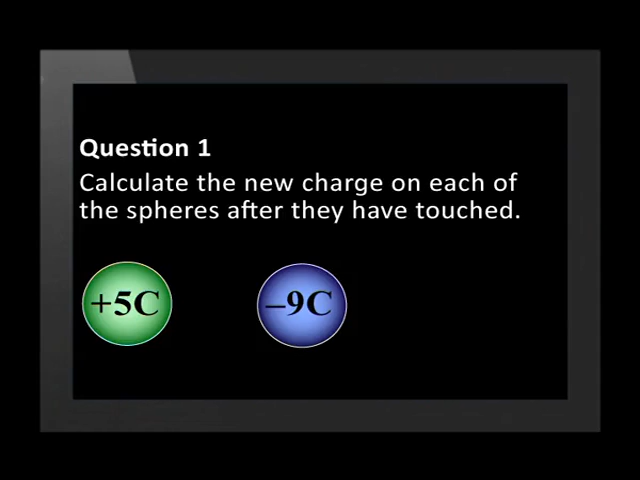 Question 1
Calculate the new charge on each of
the spheres after they have touched.
+5C –9C